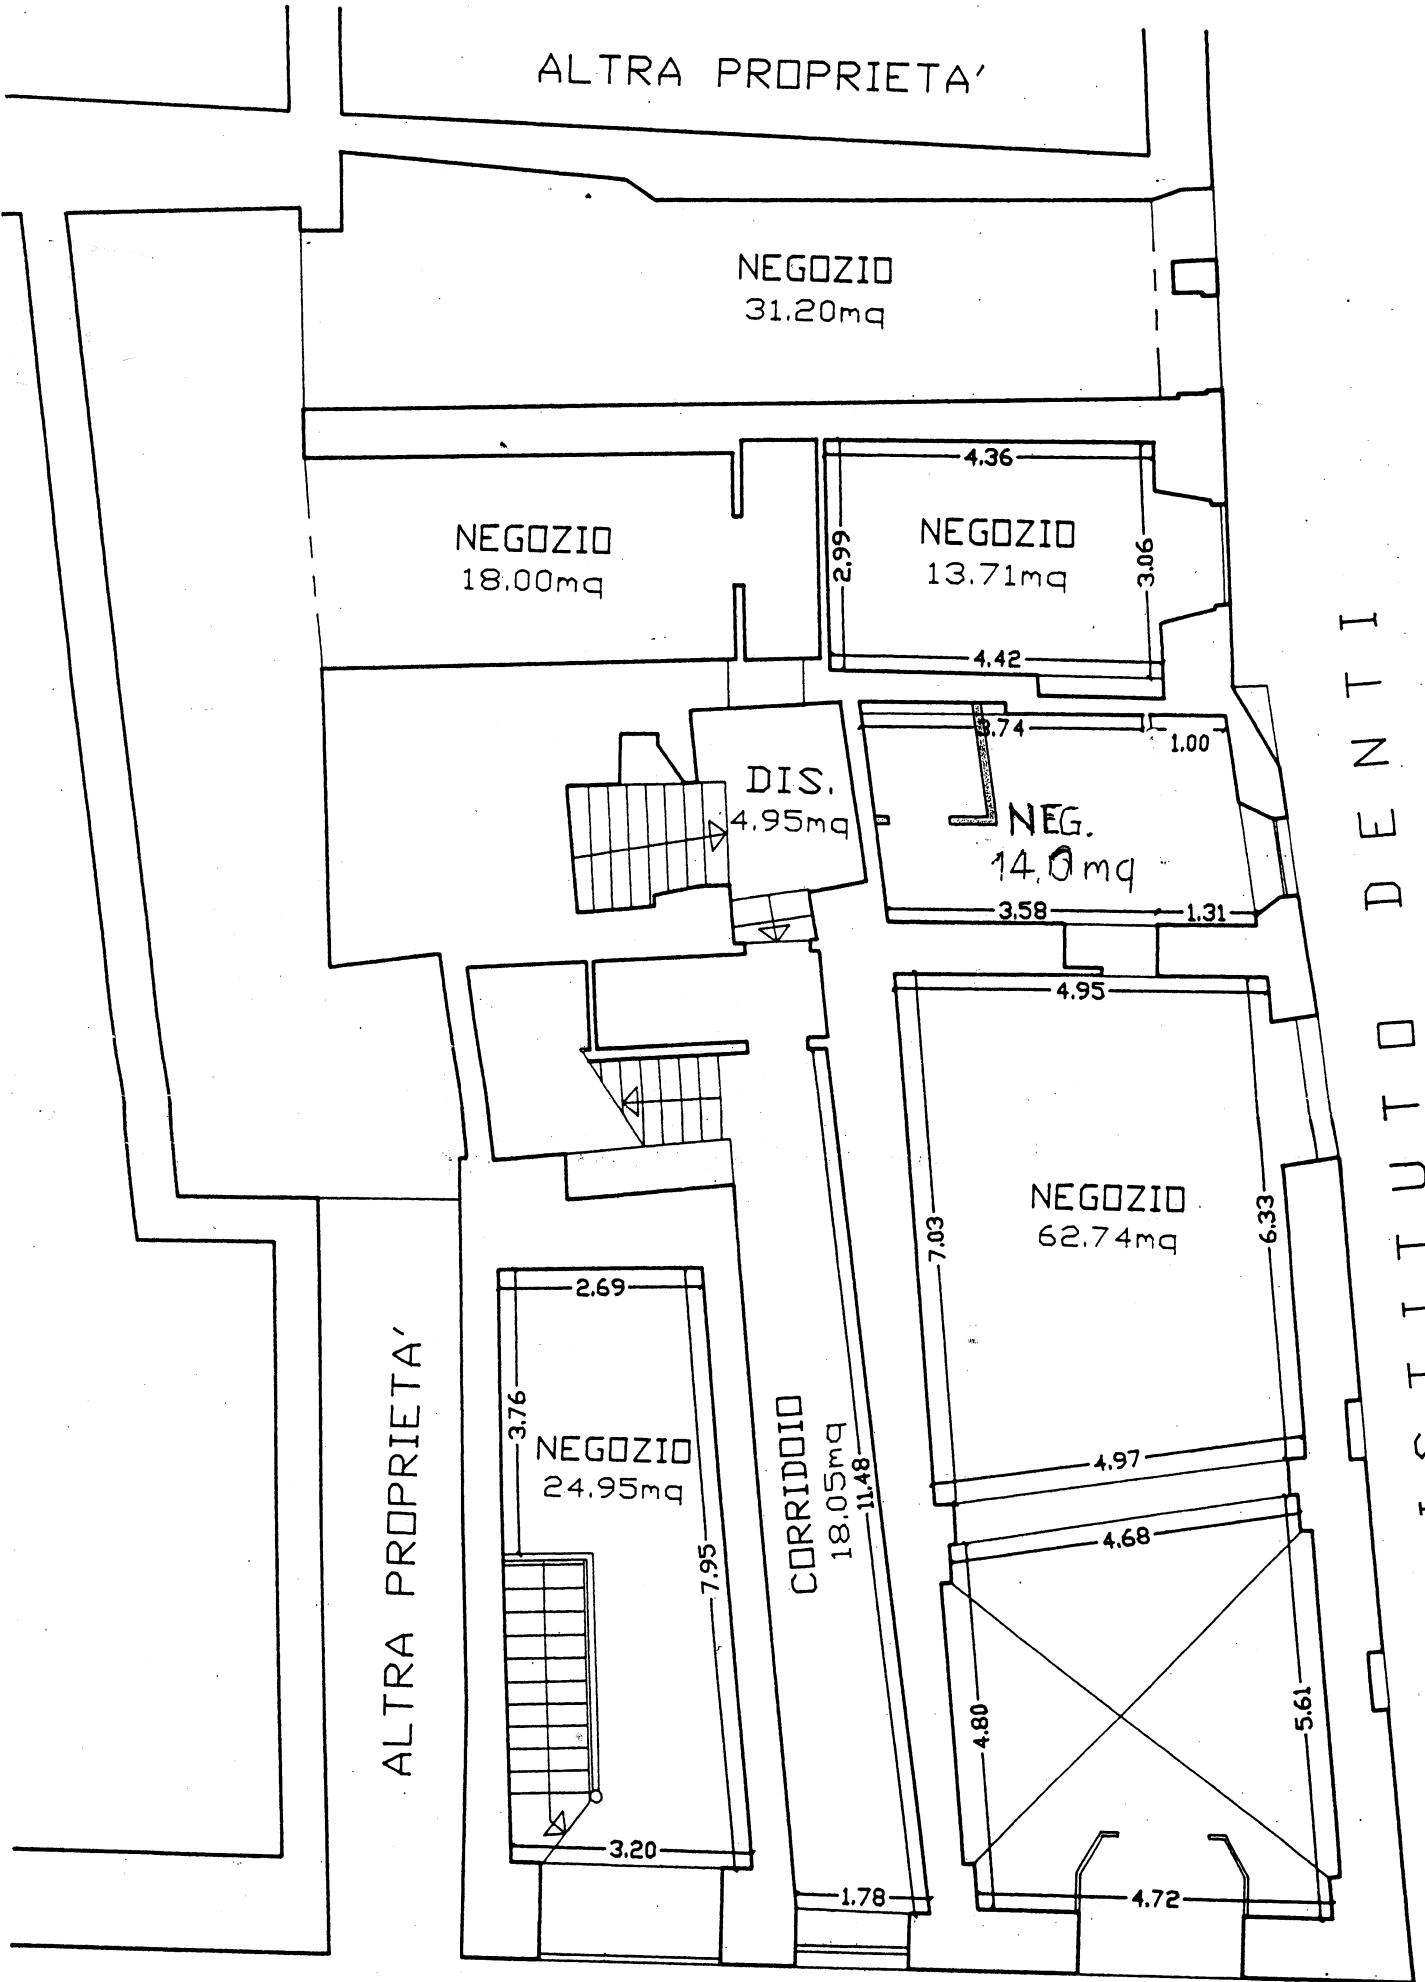 ALTRA PROPRIETA'
NEGOZIO
31.20mq
4.36
NEGOZIO
18.00mq
2.99
NEGOZIO
13.71mq
3.06
4.42
3.74
1.00
DIS.
4.95mq
NEG.
14.0mq
3.58
1.31
4.95
NEGOZIO
62.74mq
7.03
6.33
2.69
3.76
NEGOZIO
24.95mq
7.95
ALTRA PROPRIETA'
CORRIDOIO
18.05mq
11.48
4.97
4.68
4.80
5.61
3.20
1.78
4.72
ISTITUTO DENTI